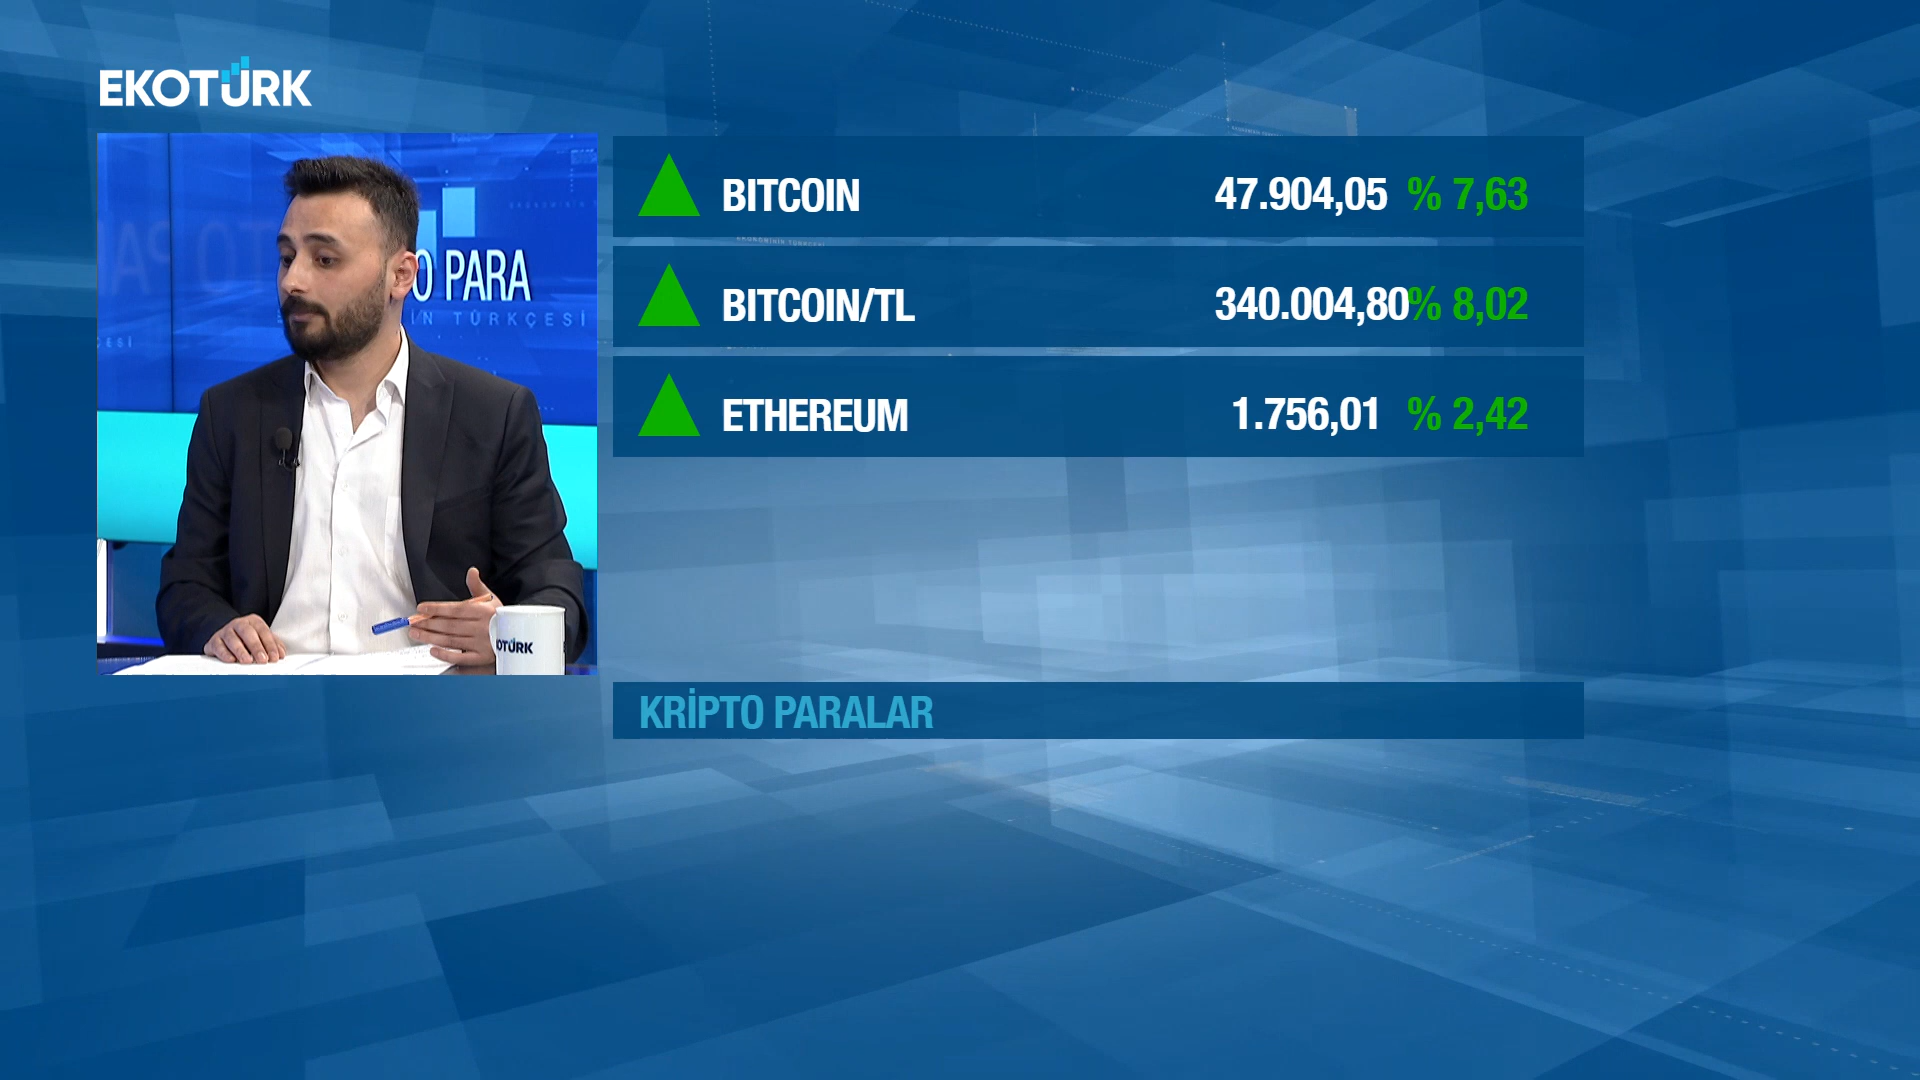 EKOTÜRK
BITCOIN 47.904,05 % 7,63
BITCOIN/TL 340.004,80 % 8,02
ETHEREUM 1.756,01 % 2,42
O PARA
İN TÜRKÇESİ
ÇESİ
OTÜRK
KRİPTO PARALAR